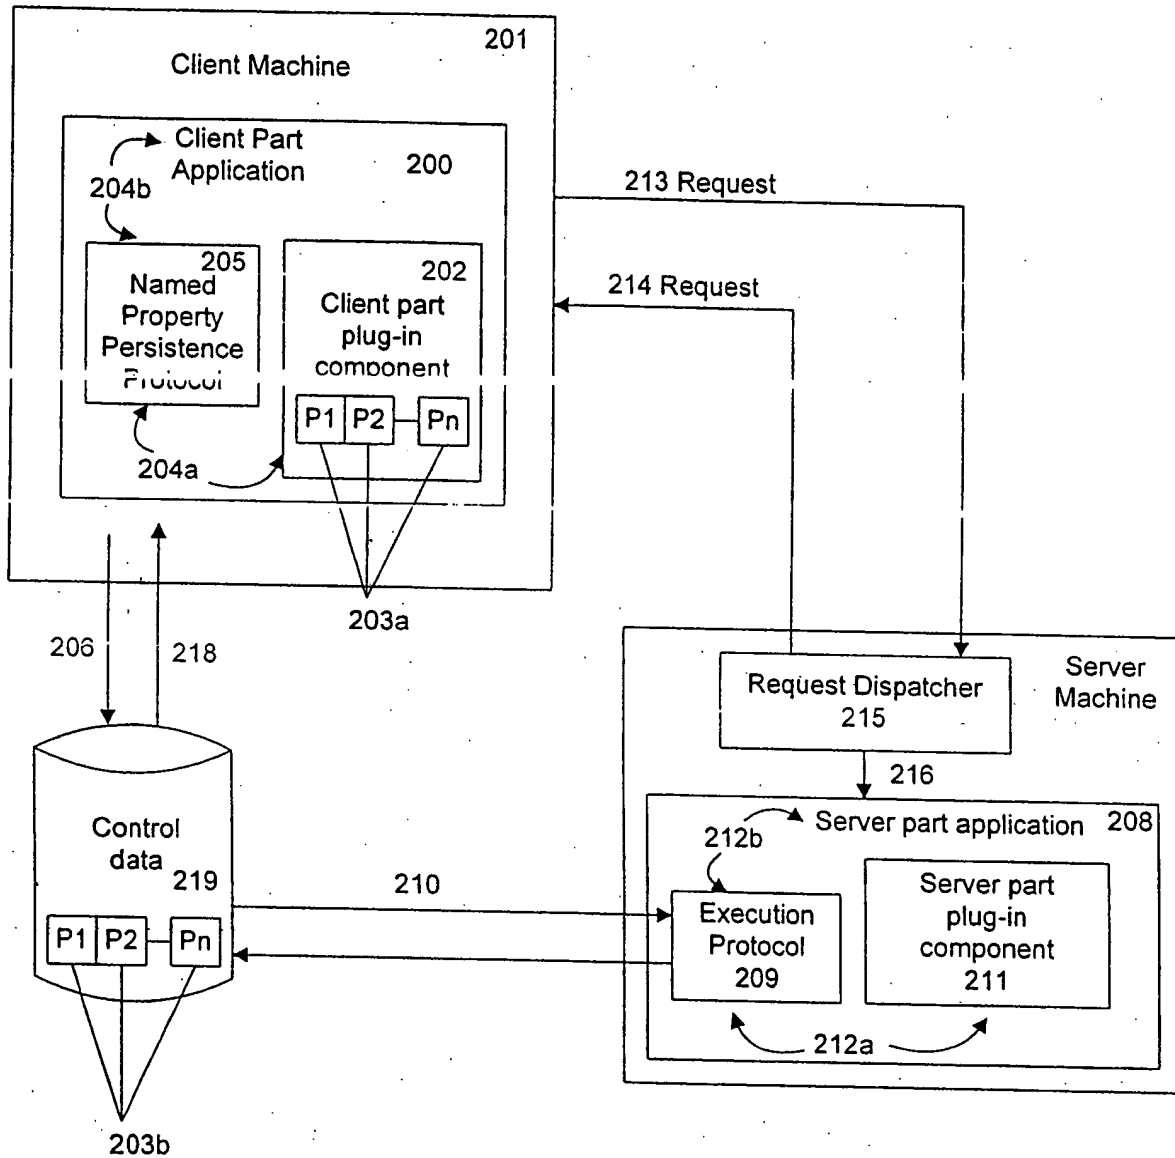 201
Client Machine
Client Part
Application
200
204b
205
Named
Property
Persistence
Protocol
202
Client part
plug-in
component
P1 P2 Pn
204a
203a
213 Request
214 Request
206
218
Server
Machine
Request Dispatcher
215
216
Server part application
208
212b
Execution
Protocol
209
Server part
plug-in
component
211
212a
Control
data
219
P1 P2 Pn
210
203b